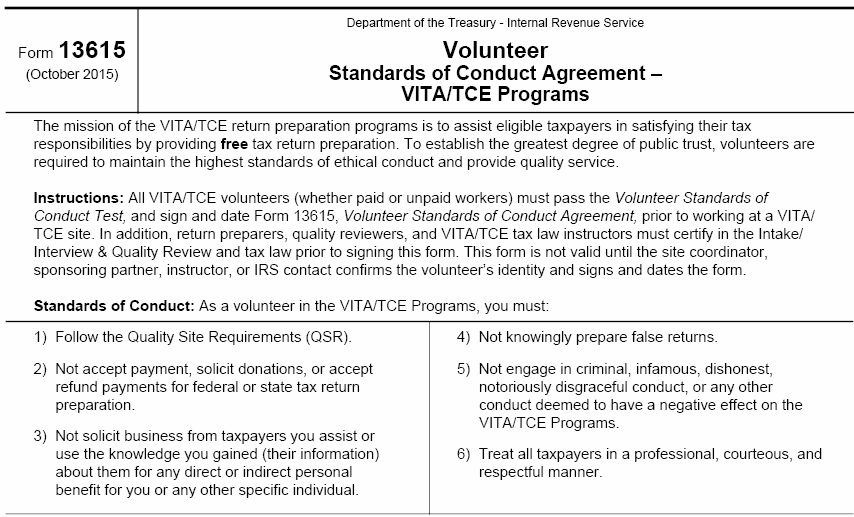 Department of the Treasury - Internal Revenue Service
Form 13615
(October 2015)
Volunteer
Standards of Conduct Agreement –
VITA/TCE Programs
The mission of the VITA/TCE return preparation programs is to assist eligible taxpayers in satisfying their tax
responsibilities by providing free tax return preparation. To establish the greatest degree of public trust, volunteers are
required to maintain the highest standards of ethical conduct and provide quality service.
Instructions: All VITA/TCE volunteers (whether paid or unpaid workers) must pass the Volunteer Standards of
Conduct Test, and sign and date Form 13615, Volunteer Standards of Conduct Agreement, prior to working at a VITA/
TCE site. In addition, return preparers, quality reviewers, and VITA/TCE tax law instructors must certify in the Intake/
Interview & Quality Review and tax law prior to signing this form. This form is not valid until the site coordinator,
sponsoring partner, instructor, or IRS contact confirms the volunteer's identity and signs and dates the form.
Standards of Conduct: As a volunteer in the VITA/TCE Programs, you must:
1) Follow the Quality Site Requirements (QSR).
2) Not accept payment, solicit donations, or accept
refund payments for federal or state tax return
preparation.
3) Not solicit business from taxpayers you assist or
use the knowledge you gained (their information)
about them for any direct or indirect personal
benefit for you or any other specific individual.
4) Not knowingly prepare false returns.
5) Not engage in criminal, infamous, dishonest,
notoriously disgraceful conduct, or any other
conduct deemed to have a negative effect on the
VITA/TCE Programs.
6) Treat all taxpayers in a professional, courteous, and
respectful manner.